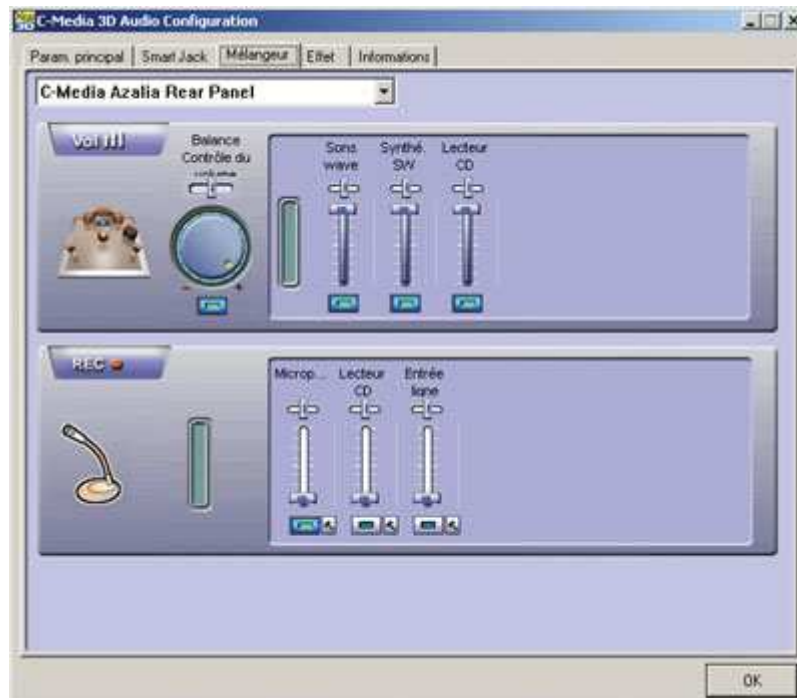 C-Media 3D Audio Configuration
Param. principal Smart Jack Mélangeur Effet Informations
C-Media Azalia Rear Panel
Vol
Balance
Contrôle du
Sons
wave
Synthé
SW
Lecteur
CD
- +
REC
Microp...
Lecteur
CD
Entrée
ligne
OK